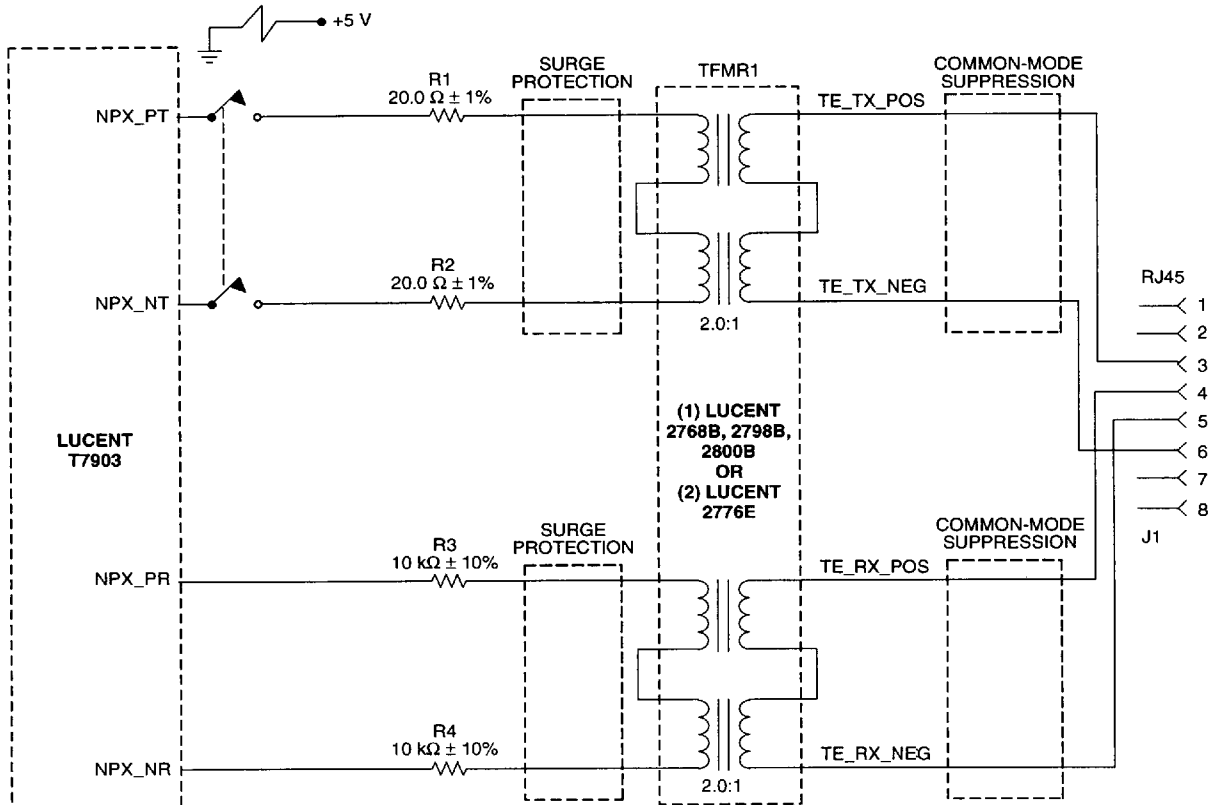 +5 V
SURGE
PROTECTION
TFMR1
COMMON-MODE
SUPPRESSION
R1
20.0 Ω ± 1%
NPX_PT
TE_TX_POS
R2
20.0 Ω ± 1%
NPX_NT
TE_TX_NEG
2.0:1
RJ45
1
2
3
4
5
6
7
8
J1
LUCENT
T7903
(1) LUCENT
2768B, 2798B,
2800B
OR
(2) LUCENT
2776E
SURGE
PROTECTION
COMMON-MODE
SUPPRESSION
R3
10 kΩ ± 10%
NPX_PR
TE_RX_POS
R4
10 kΩ ± 10%
NPX_NR
TE_RX_NEG
2.0:1